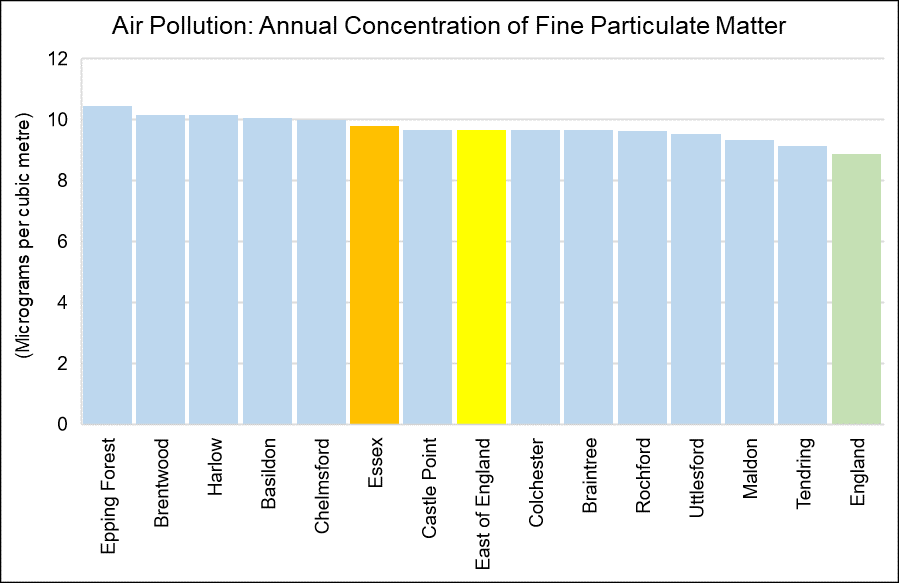 Air Pollution: Annual Concentration of Fine Particulate Matter
(Micrograms per cubic metre)
12
10
8
6
4
2
0
Epping Forest
Brentwood
Harlow
Basildon
Chelmsford
Essex
Castle Point
East of England
Colchester
Braintree
Rochford
Uttlesford
Maldon
Tendring
England